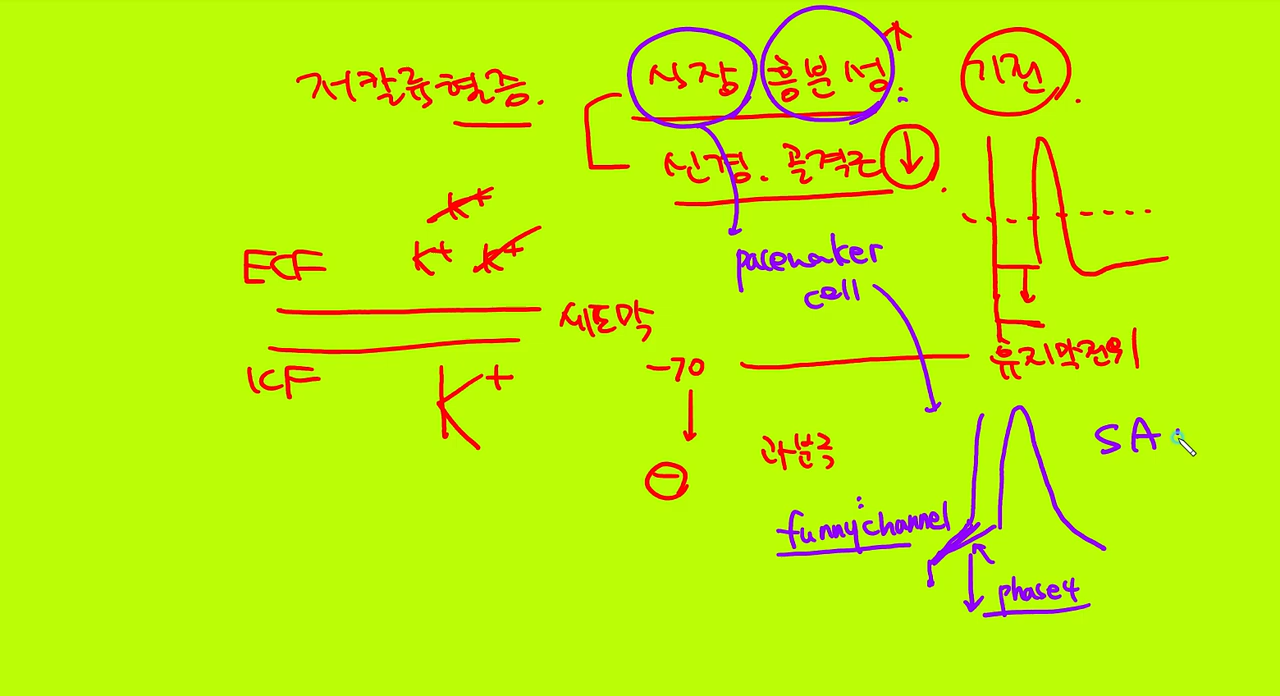 저칼륨혈증.
심장 흥분성. ↑
기전.
신경. 골격근 ↓.
K+
ECF K+ K+
pacemaker
cell
세포막
ICF K+
-70
휴지막전위
⊖
과분극
SA
funny channel
phase4